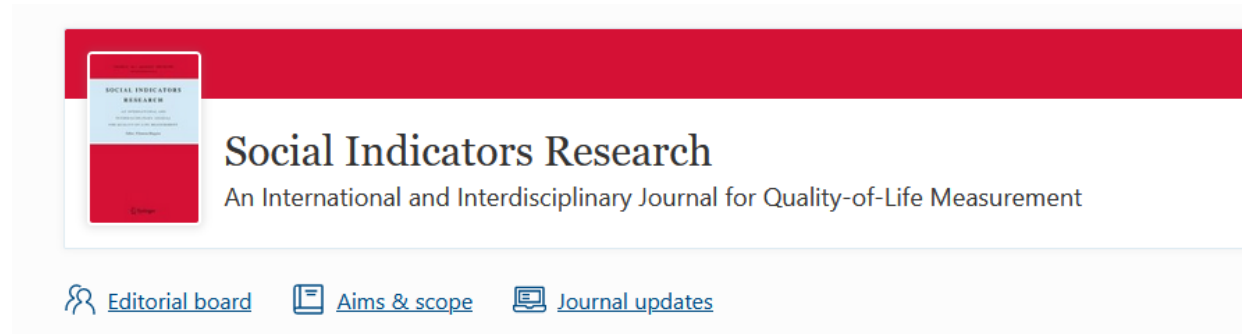 SOCIAL INDICATORS
RESEARCH
Springer
Social Indicators Research
An International and Interdisciplinary Journal for Quality-of-Life Measurement
Editorial board
Aims & scope
Journal updates